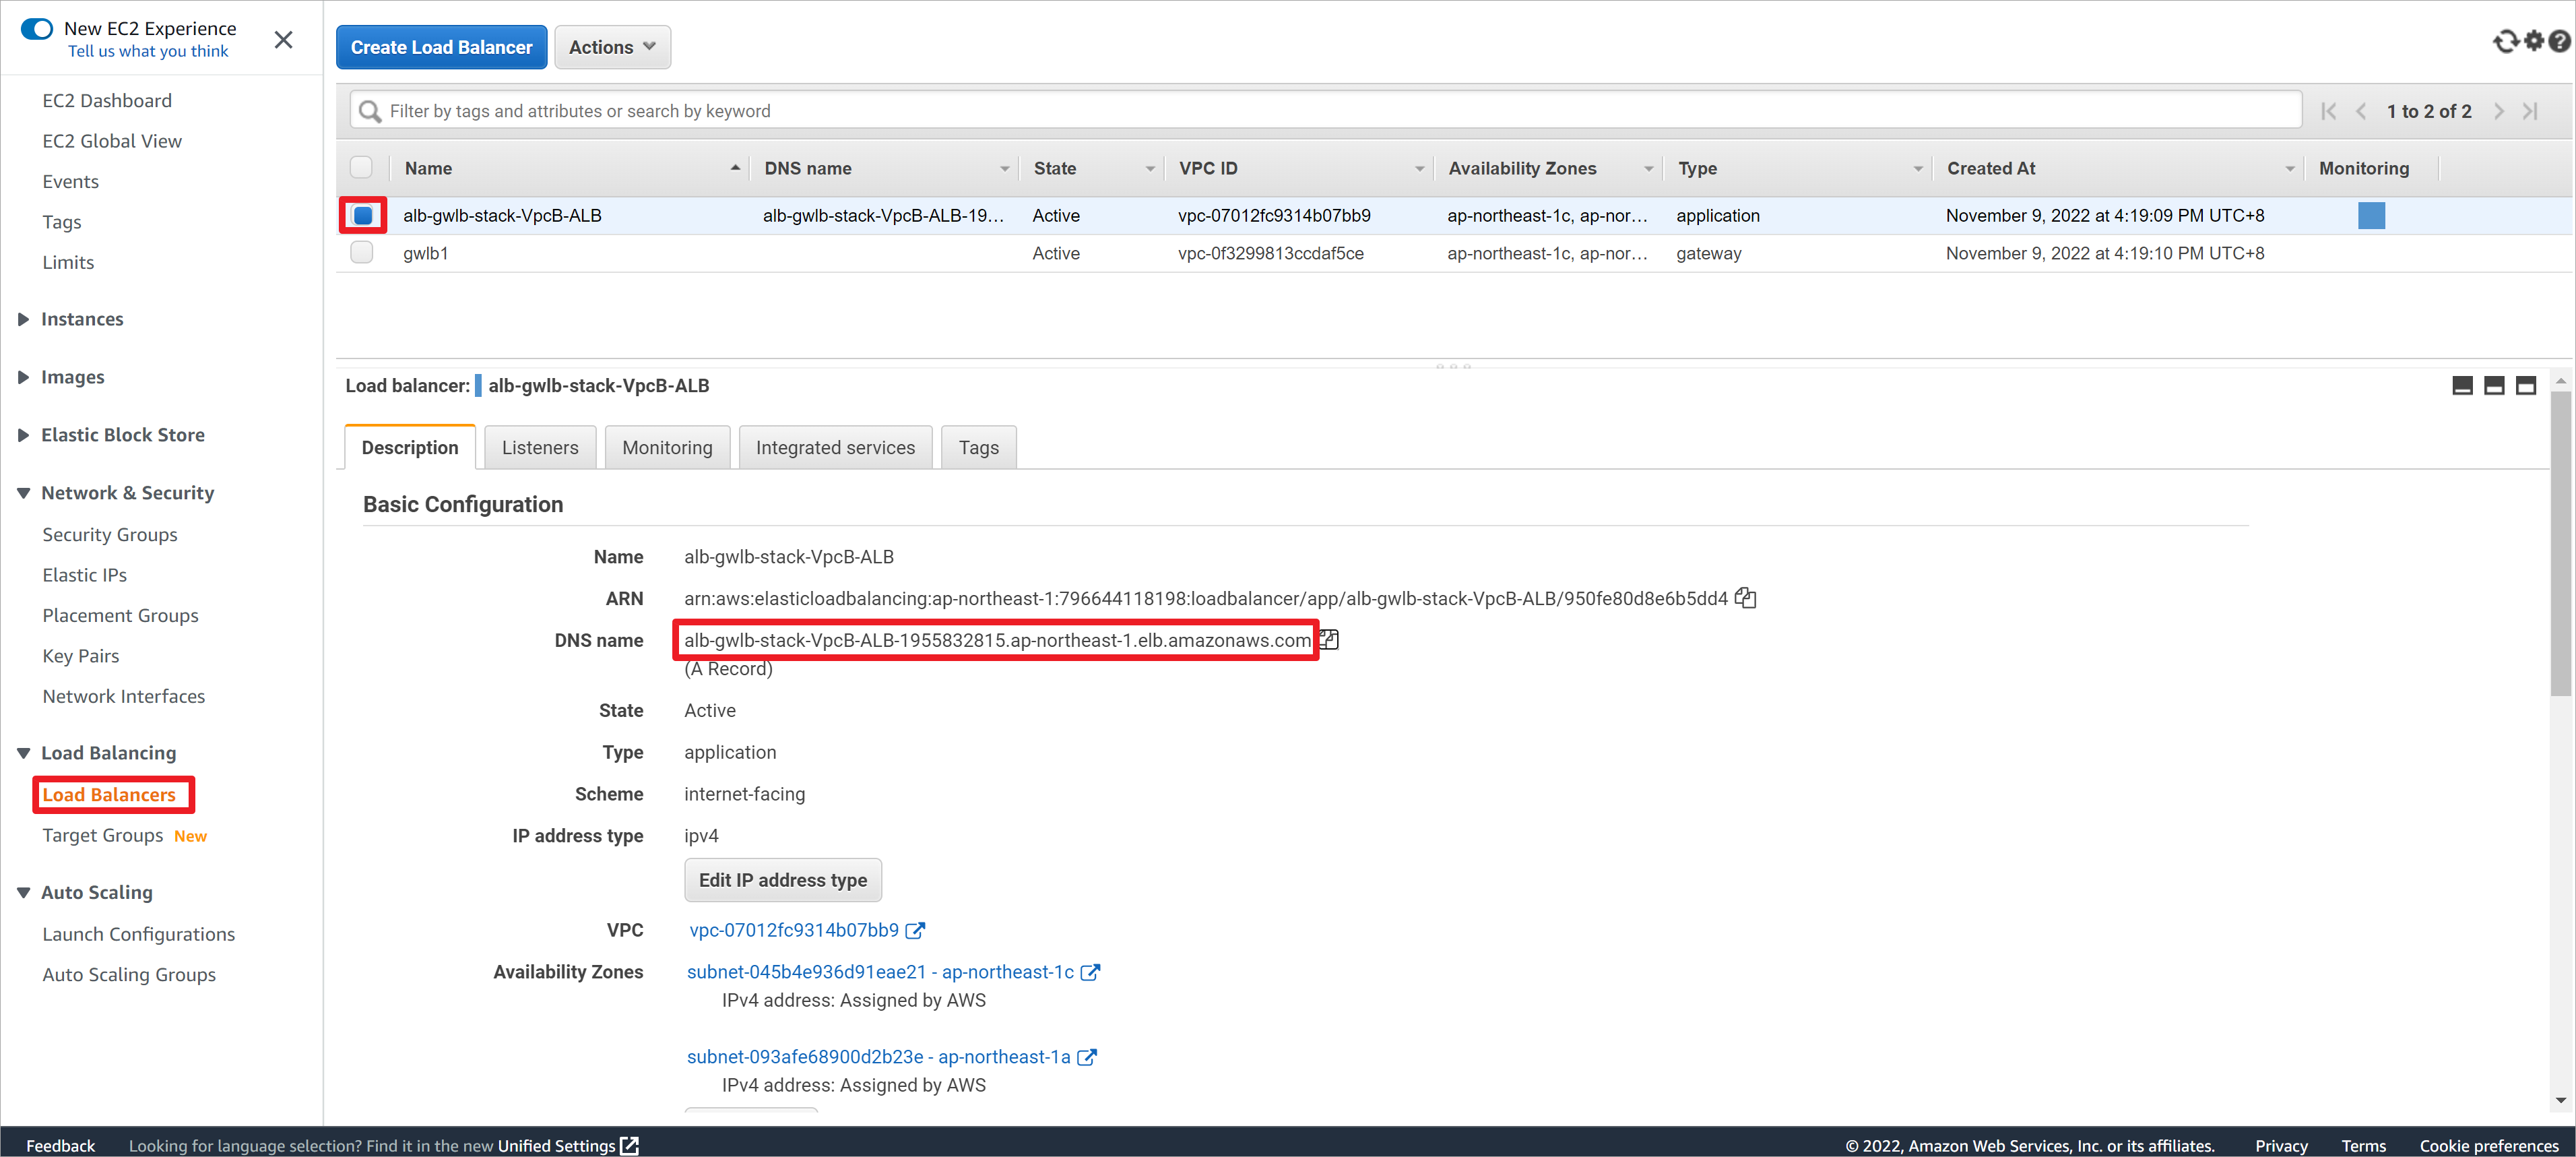 New EC2 Experience
Tell us what you think
EC2 Dashboard
EC2 Global View
Events
Tags
Limits
Instances
Images
Elastic Block Store
Network & Security
Security Groups
Elastic IPs
Placement Groups
Key Pairs
Network Interfaces
Load Balancing
Load Balancers
Target Groups New
Auto Scaling
Launch Configurations
Auto Scaling Groups
Create Load Balancer Actions
Filter by tags and attributes or search by keyword 1 to 2 of 2
Name DNS name State VPC ID Availability Zones Type Created At Monitoring
alb-gwlb-stack-VpcB-ALB alb-gwlb-stack-VpcB-ALB-19... Active vpc-07012fc9314b07bb9 ap-northeast-1c, ap-nor... application November 9, 2022 at 4:19:09 PM UTC+8
gwlb1 Active vpc-0f3299813ccdaf5ce ap-northeast-1c, ap-nor... gateway November 9, 2022 at 4:19:10 PM UTC+8
Load balancer: alb-gwlb-stack-VpcB-ALB
Description Listeners Monitoring Integrated services Tags
Basic Configuration
Name alb-gwlb-stack-VpcB-ALB
ARN arn:aws:elasticloadbalancing:ap-northeast-1:796644118198:loadbalancer/app/alb-gwlb-stack-VpcB-ALB/950fe80d8e6b5dd4
DNS name alb-gwlb-stack-VpcB-ALB-1955832815.ap-northeast-1.elb.amazonaws.com
(A Record)
State Active
Type application
Scheme internet-facing
IP address type ipv4
Edit IP address type
VPC vpc-07012fc9314b07bb9
Availability Zones subnet-045b4e936d91eae21 - ap-northeast-1c
IPv4 address: Assigned by AWS
subnet-093afe68900d2b23e - ap-northeast-1a
IPv4 address: Assigned by AWS
Feedback Looking for language selection? Find it in the new Unified Settings © 2022, Amazon Web Services, Inc. or its affiliates. Privacy Terms Cookie preferences